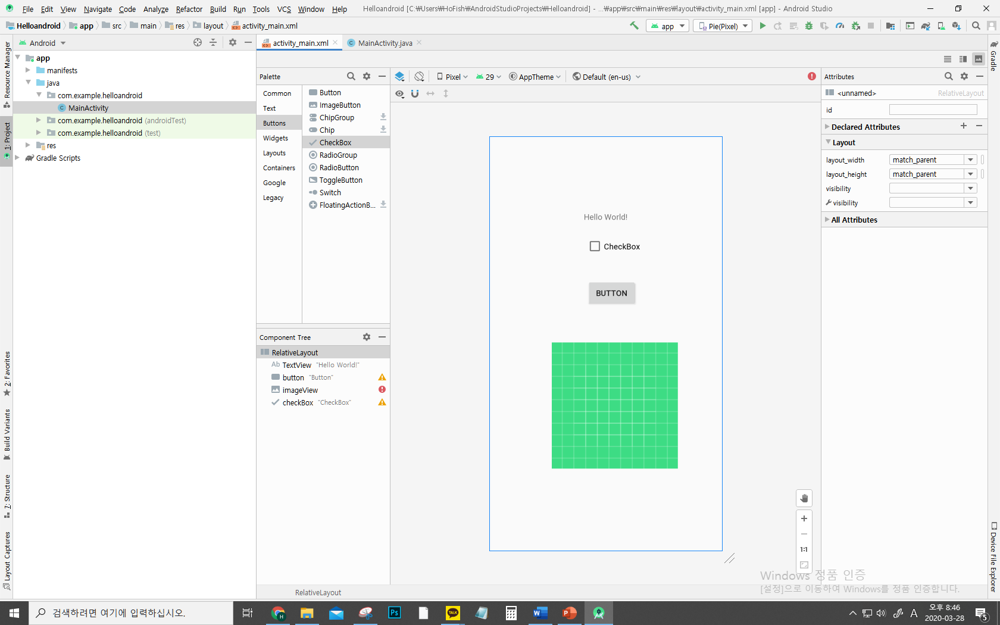 File Edit View Navigate Code Analyze Refactor Build Run Tools VCS Window Help Helloandroid [C:₩Users₩HoFish₩AndroidStudioProjects₩Helloandroid] - ...₩app₩src₩main₩res₩layout₩activity_main.xml [app] - Android Studio
Helloandroid app src main res layout activity_main.xml
app Pie(Pixel)
Android
activity_main.xml MainActivity.java
app
manifests
java
com.example.helloandroid
MainActivity
com.example.helloandroid (androidTest)
com.example.helloandroid (test)
res
Gradle Scripts
Resource Manager
1: Project
2: Favorites
Build Variants
7: Structure
Layout Captures
Palette
Common
Text
Buttons
Widgets
Layouts
Containers
Google
Legacy
Button
ImageButton
ChipGroup
Chip
CheckBox
RadioGroup
RadioButton
ToggleButton
Switch
FloatingActionB...
Component Tree
RelativeLayout
Ab TextView "Hello World!"
button "Button"
imageView
checkBox "CheckBox"
Pixel 29 AppTheme Default (en-us)
Hello World!
CheckBox
BUTTON
1:1
RelativeLayout
Attributes
<unnamed> RelativeLayout
id
Declared Attributes
Layout
layout_width match_parent
layout_height match_parent
visibility
visibility
All Attributes
Gradle
Device File Explorer
Windows 정품 인증
[설정]으로 이동하여 Windows를 정품 인증합니다.
검색하려면 여기에 입력하십시오.
H
Ps
TALK
W
P
A
오후 8:46
2020-03-28
5